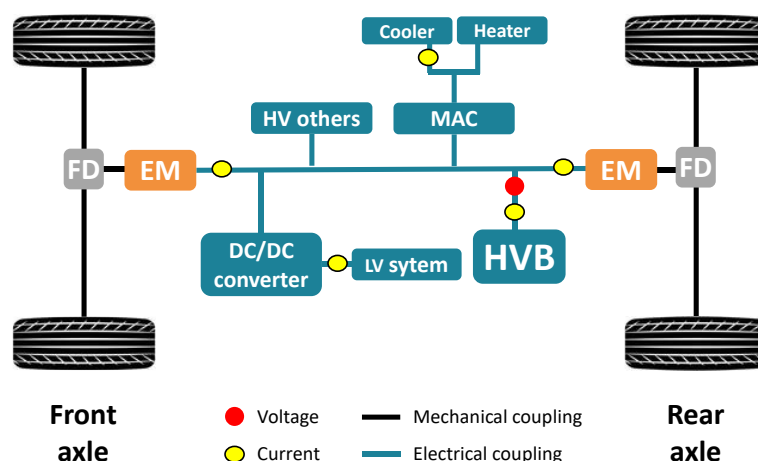 Cooler
Heater
HV others
MAC
FD
EM
EM
FD
DC/DC
converter
LV sytem
HVB
Front
axle
Voltage
Mechanical coupling
Current
Electrical coupling
Rear
axle